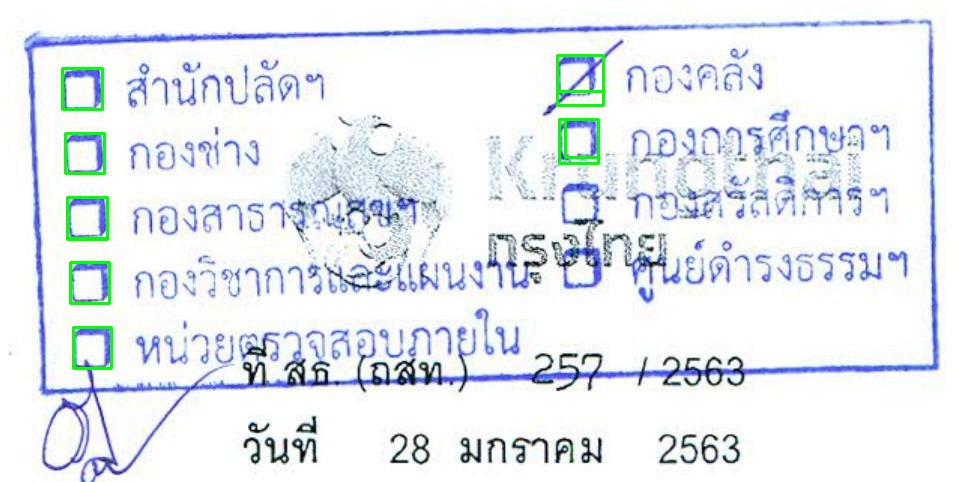 สำนักปลัดฯ กองคลัง
กองช่าง กองการศึกษาฯ
Krungthai
กองสาธารณสุขฯ กองสวัสดิการฯ
กรุงไทย
กองวิชาการและแผนงาน ศูนย์ดำรงธรรมฯ
หน่วยตรวจสอบภายใน
ที่ สธ. (ถสท.) 257 / 2563
วันที่ 28 มกราคม 2563